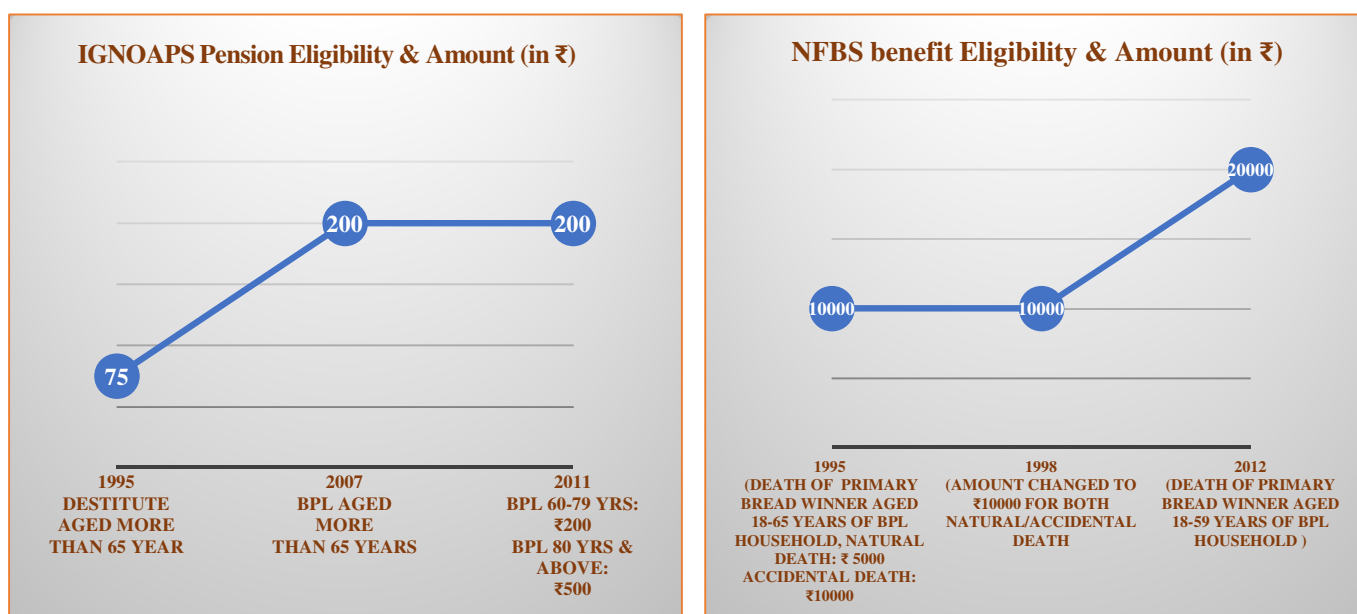 IGNOAPS Pension Eligibility & Amount (in ₹)
75
200
200
1995
DESTITUTE
AGED MORE
THAN 65 YEAR
2007
BPL AGED
MORE
THAN 65 YEARS
2011
BPL 60-79 YRS:
₹200
BPL 80 YRS &
ABOVE:
₹500
NFBS benefit Eligibility & Amount (in ₹)
10000
10000
20000
1995
(DEATH OF PRIMARY
BREAD WINNER AGED
18-65 YEARS OF BPL
HOUSEHOLD, NATURAL
DEATH: ₹ 5000
ACCIDENTAL DEATH:
₹10000
1998
(AMOUNT CHANGED TO
₹10000 FOR BOTH
NATURAL/ACCIDENTAL
DEATH
2012
(DEATH OF PRIMARY
BREAD WINNER AGED
18-59 YEARS OF BPL
HOUSEHOLD )